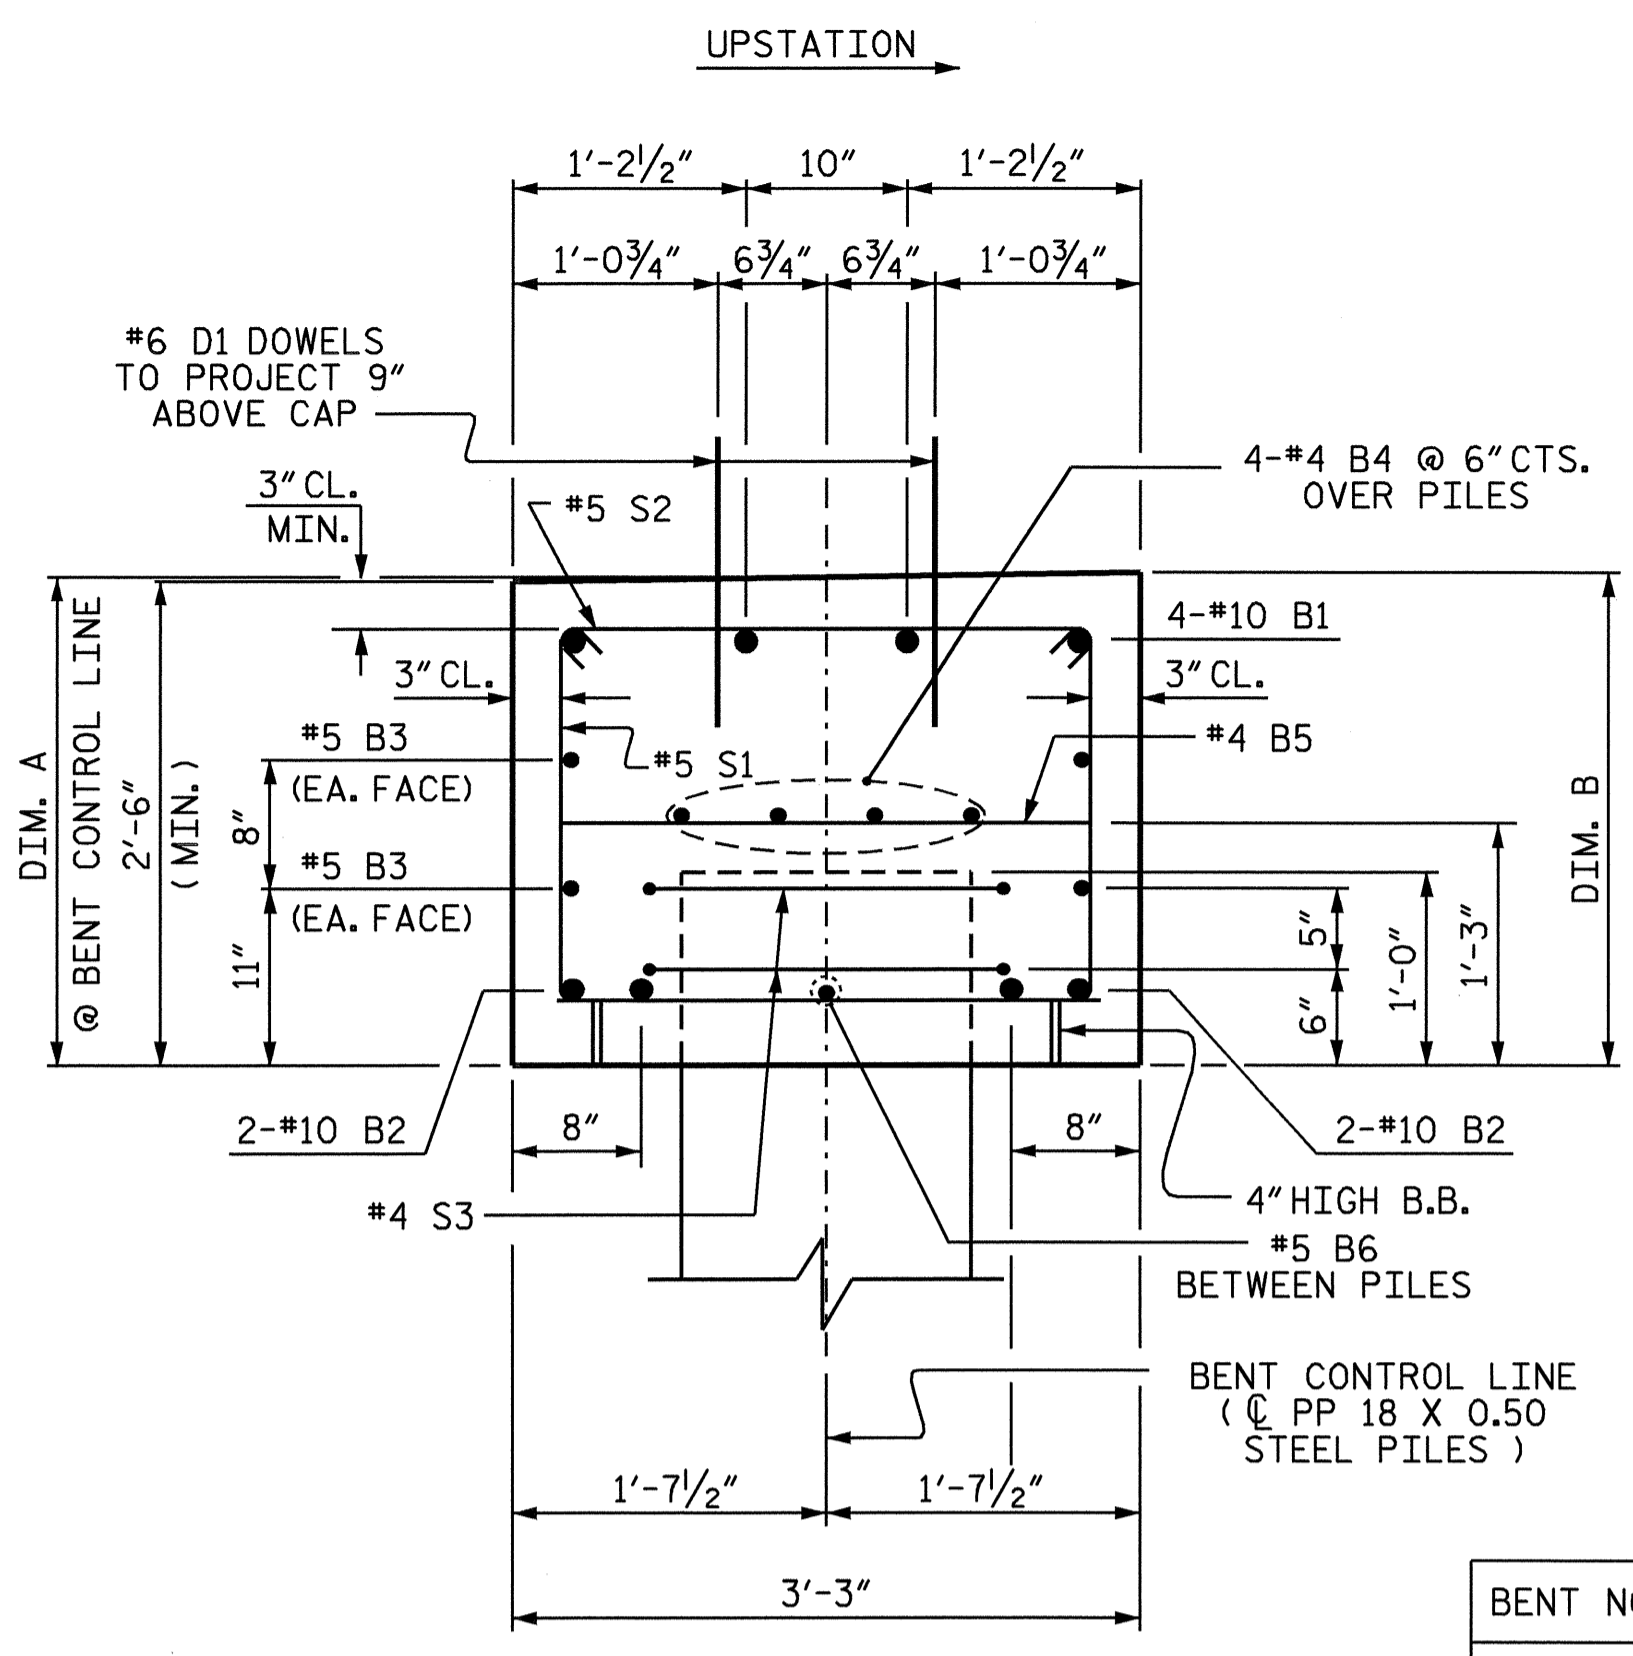 UPSTATION
1'-2½" 10" 1'-2½"
1'-0¾" 6¾" 6¾" 1'-0¾"
#6 D1 DOWELS
TO PROJECT 9"
ABOVE CAP
4-#4 B4 @ 6" CTS.
OVER PILES
3" CL.
MIN.
#5 S2
4-#10 B1
3" CL.
3" CL.
#5 B3
(EA. FACE)
#5 S1
#4 B5
DIM. A
@ BENT CONTROL LINE
2'-6"
(MIN.)
8"
#5 B3
(EA. FACE)
11"
DIM. B
5"
6"
1'-0"
1'-3"
2-#10 B2
8"
8"
2-#10 B2
#4 S3
4" HIGH B.B.
#5 B6
BETWEEN PILES
BENT CONTROL LINE
( ℄ PP 18 X 0.50
STEEL PILES )
1'-7½" 1'-7½"
3'-3"
BENT